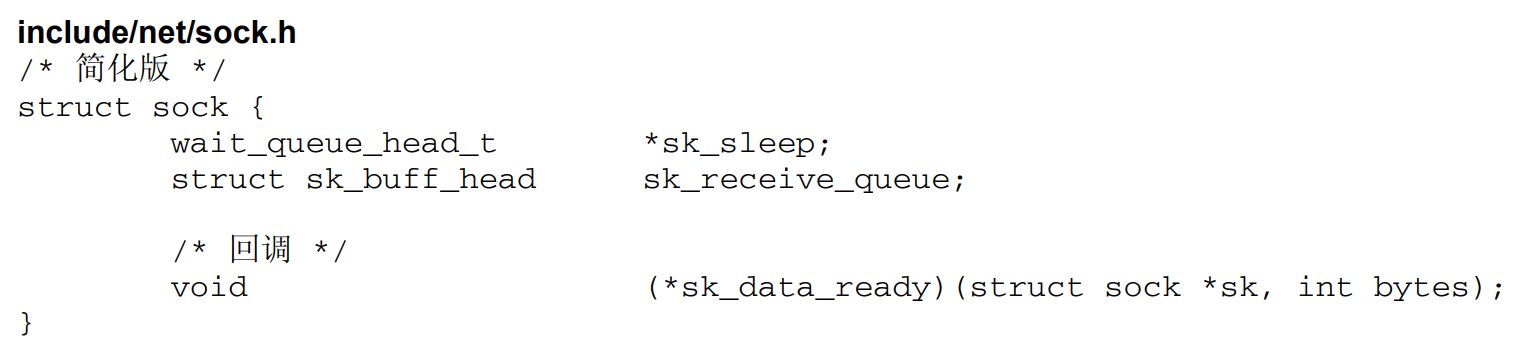 include/net/sock.h
/* 简化版 */
struct sock {
        wait_queue_head_t       *sk_sleep;
        struct sk_buff_head     sk_receive_queue;

        /* 回调 */
        void                    (*sk_data_ready)(struct sock *sk, int bytes);
}